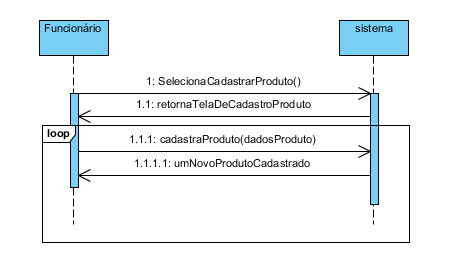 Funcionário
sistema
1: SelecionaCadastrarProduto()
1.1: retornaTelaDeCadastroProduto
loop
1.1.1: cadastraProduto(dadosProduto)
1.1.1.1: umNovoProdutoCadastrado